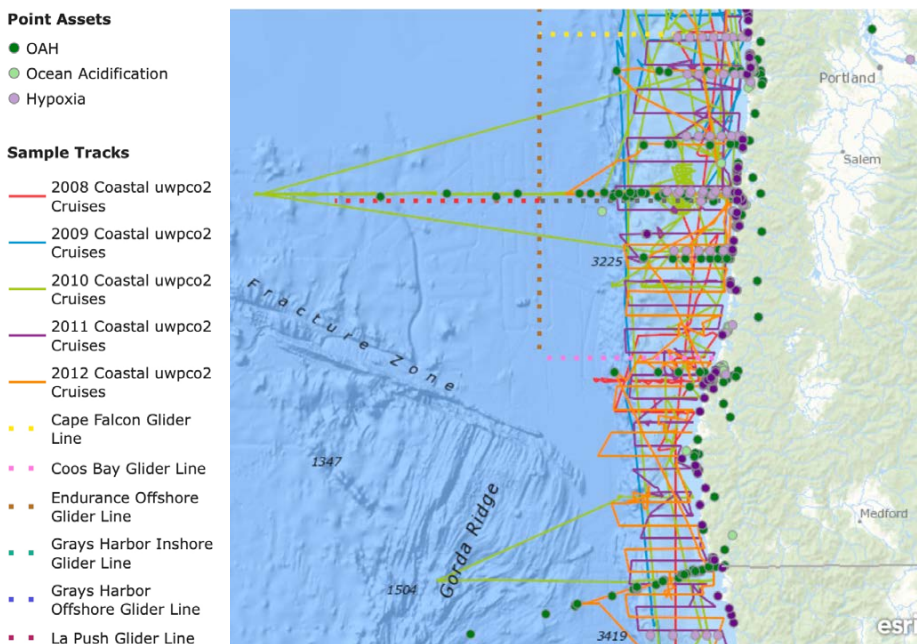 Point Assets
OAH
Ocean Acidification
Hypoxia
Sample Tracks
2008 Coastal uwpco2
Cruises
2009 Coastal uwpco2
Cruises
2010 Coastal uwpco2
Cruises
2011 Coastal uwpco2
Cruises
2012 Coastal uwpco2
Cruises
Cape Falcon Glider
Line
Coos Bay Glider Line
Endurance Offshore
Glider Line
Grays Harbor Inshore
Glider Line
Grays Harbor
Offshore Glider Line
La Push Glider Line
Portland
Salem
3225
Fracture Zone
1347
Gorda Ridge
Medford
1504
3419
esri